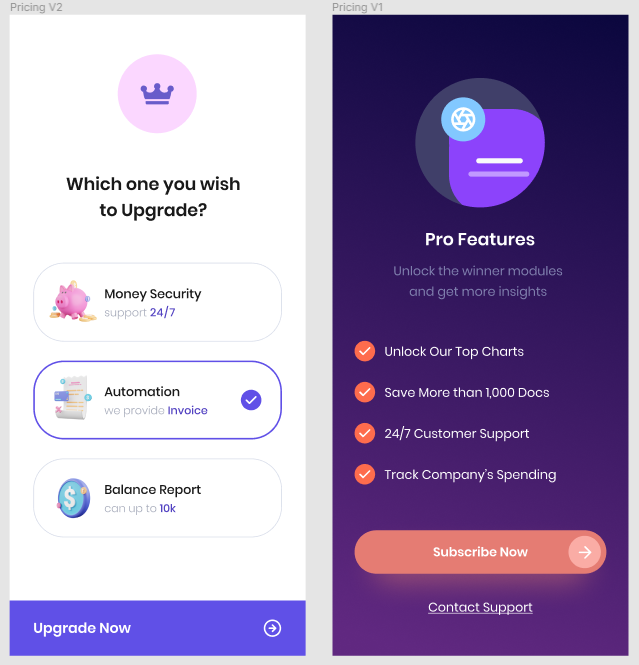 Pricing V2
Which one you wish
to Upgrade?
Money Security
support 24/7
Automation
we provide Invoice
Balance Report
can up to 10k
Upgrade Now
Pricing V1
Pro Features
Unlock the winner modules
and get more insights
Unlock Our Top Charts
Save More than 1,000 Docs
24/7 Customer Support
Track Company's Spending
Subscribe Now
Contact Support